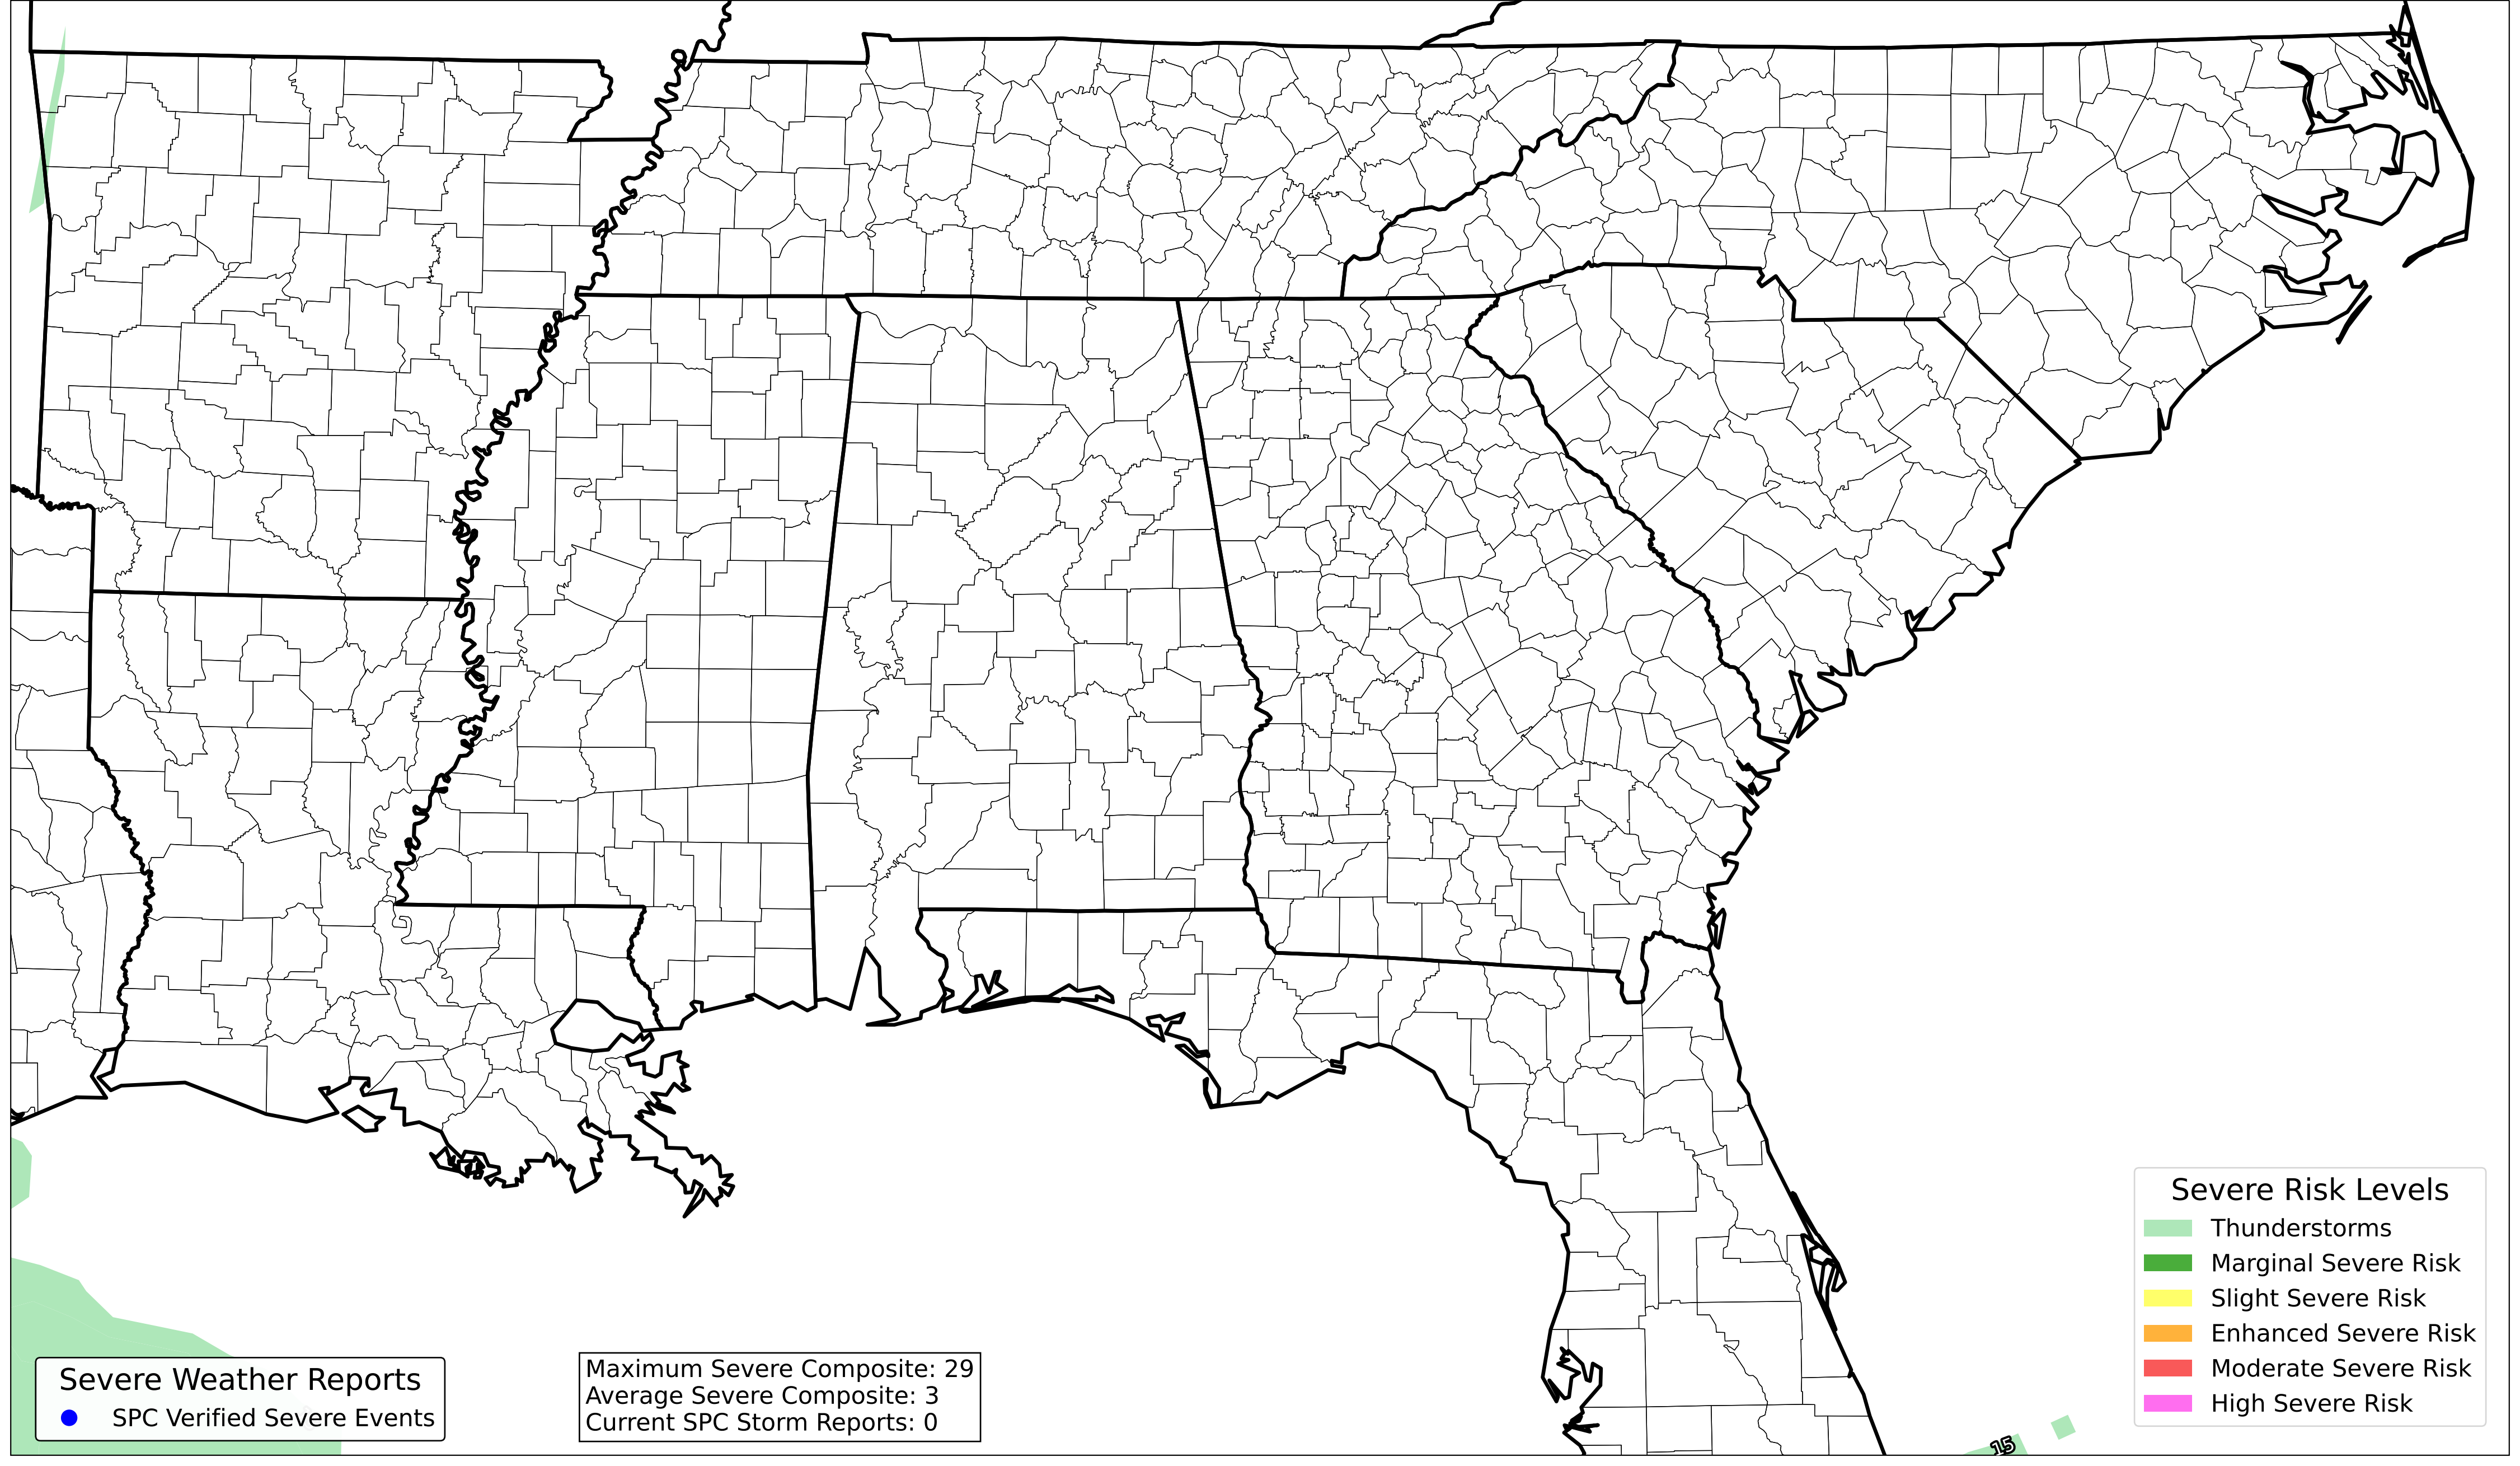 Severe Risk Levels
Thunderstorms
Marginal Severe Risk
Slight Severe Risk
Enhanced Severe Risk
Moderate Severe Risk
High Severe Risk
Severe Weather Reports
SPC Verified Severe Events
Maximum Severe Composite: 29
Average Severe Composite: 3
Current SPC Storm Reports: 0
15